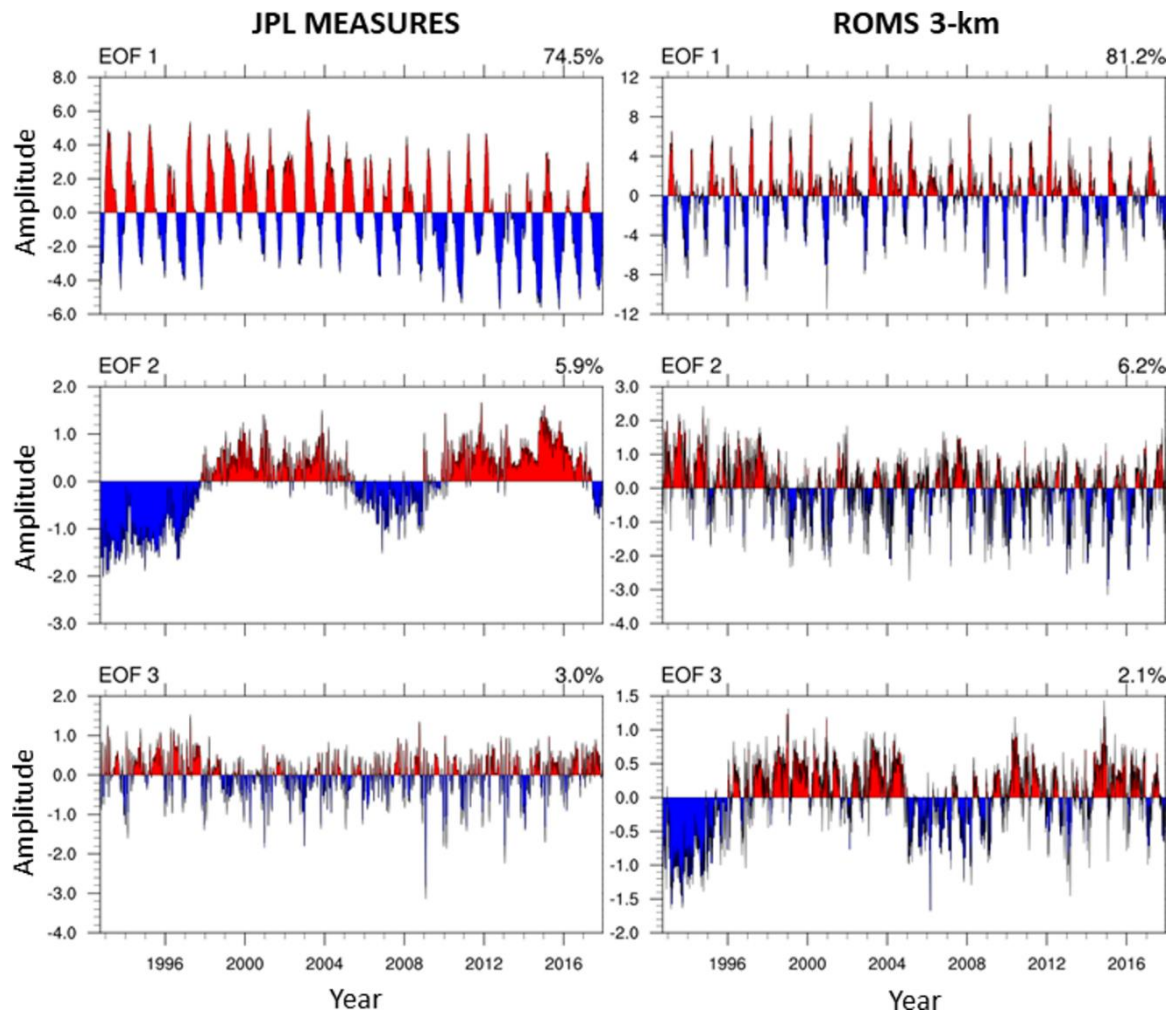 JPL MEASURES
ROMS 3-km
EOF 1 74.5%
8.0
6.0
4.0
2.0
0.0
-2.0
-4.0
-6.0
Amplitude
EOF 1 81.2%
12
8
4
0
-4
-8
-12
EOF 2 5.9%
2.0
1.0
0.0
-1.0
-2.0
-3.0
Amplitude
EOF 2 6.2%
3.0
2.0
1.0
0.0
-1.0
-2.0
-3.0
-4.0
EOF 3 3.0%
2.0
1.0
0.0
-1.0
-2.0
-3.0
-4.0
Amplitude
1996 2000 2004 2008 2012 2016
Year
EOF 3 2.1%
1.5
1.0
0.5
0.0
-0.5
-1.0
-1.5
-2.0
1996 2000 2004 2008 2012 2016
Year